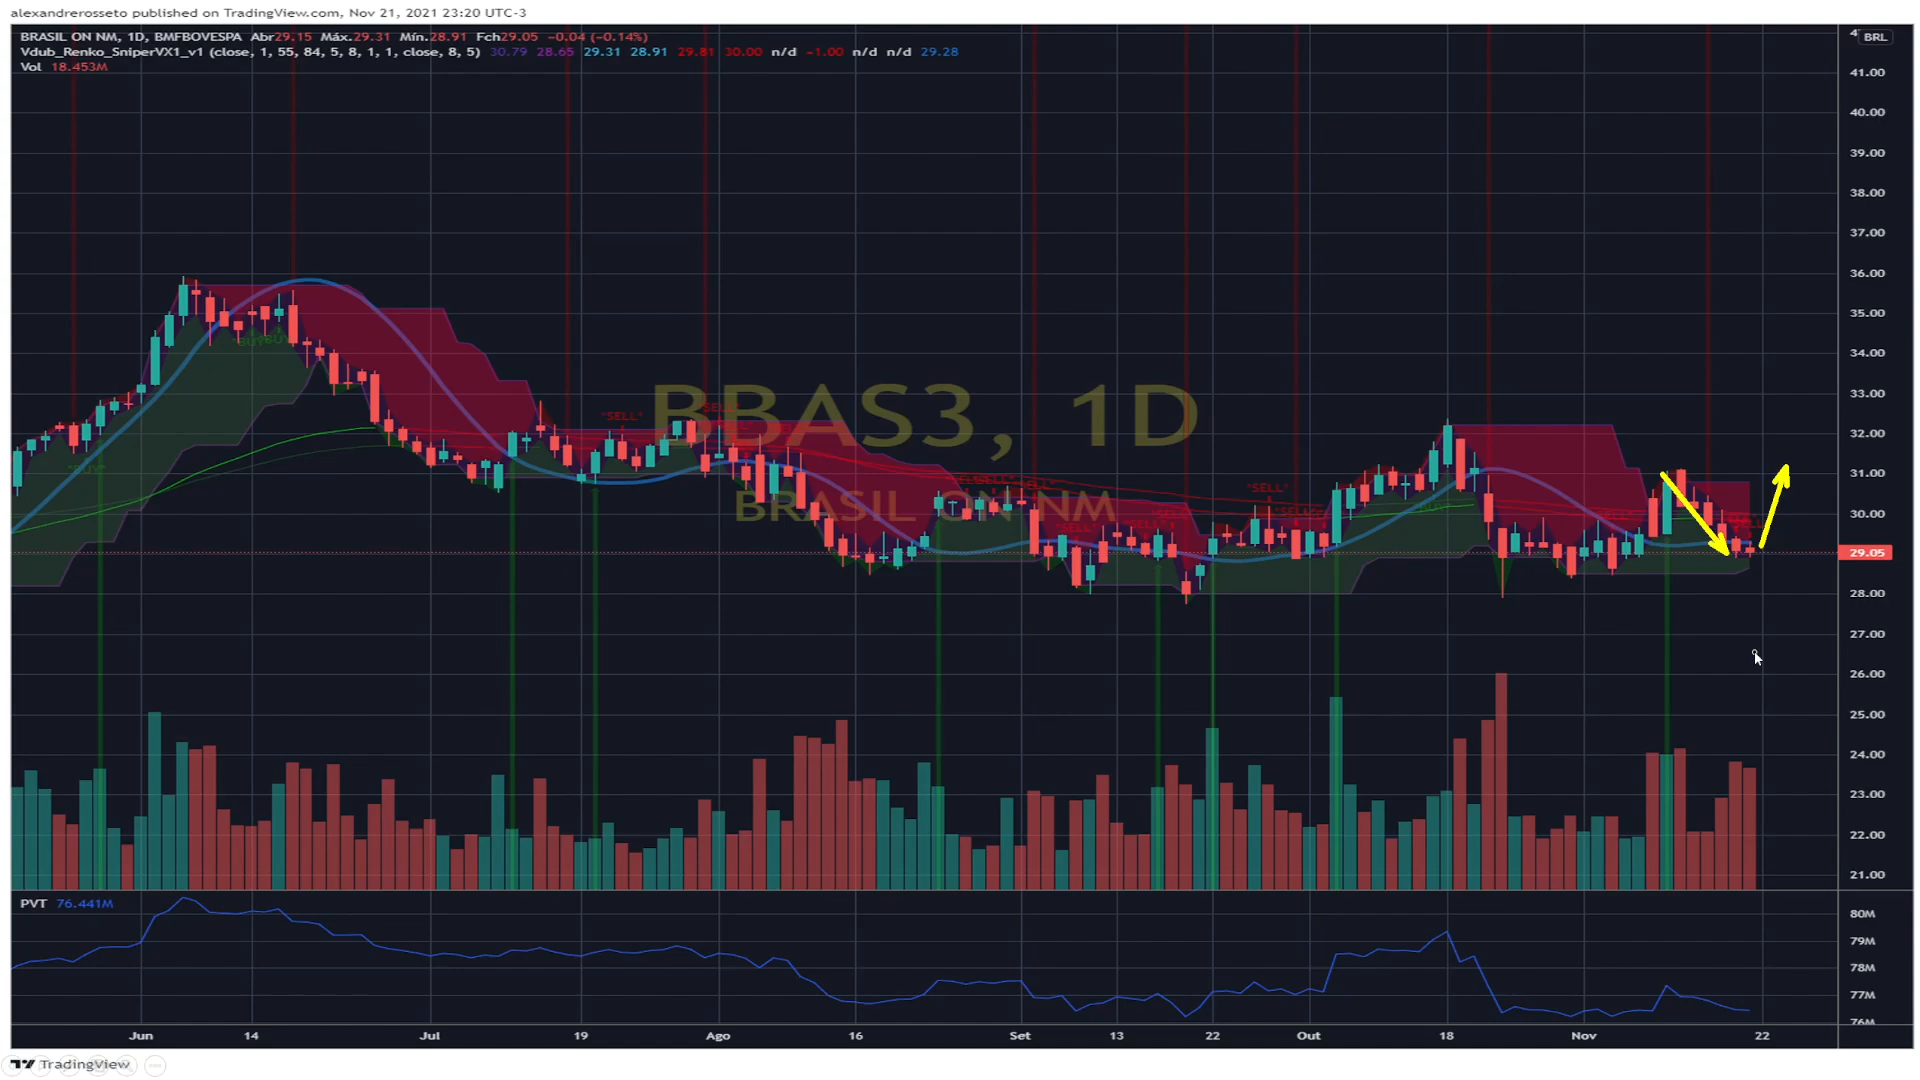 alexandrerosseto published on TradingView.com, Nov 21, 2021 23:20 UTC-3
BRASIL ON NM, 1D, BMFBOVESPA Abr29.15 Máx.29.31 Mín.28.91 Fch29.05 −0.04 (−0.14%)
Vdub_Renko_SniperVX1_v1 (close, 1, 55, 84, 5, 8, 1, 1, close, 8, 5) 30.79 28.65 29.31 28.91 29.81 30.00 n/d −1.00 n/d n/d 29.28
Vol 18.453M
BRL
41.00
40.00
39.00
38.00
37.00
36.00
35.00
34.00
33.00
32.00
31.00
30.00
29.05
28.00
27.00
26.00
25.00
24.00
23.00
22.00
21.00
BBAS3, 1D
BRASIL ON NM
"SELL"
"SELL"
PVT 76.441M
80M
79M
78M
77M
76M
Jun 14 Jul 19 Ago 16 Set 13 22 Out 18 Nov 22
TradingView